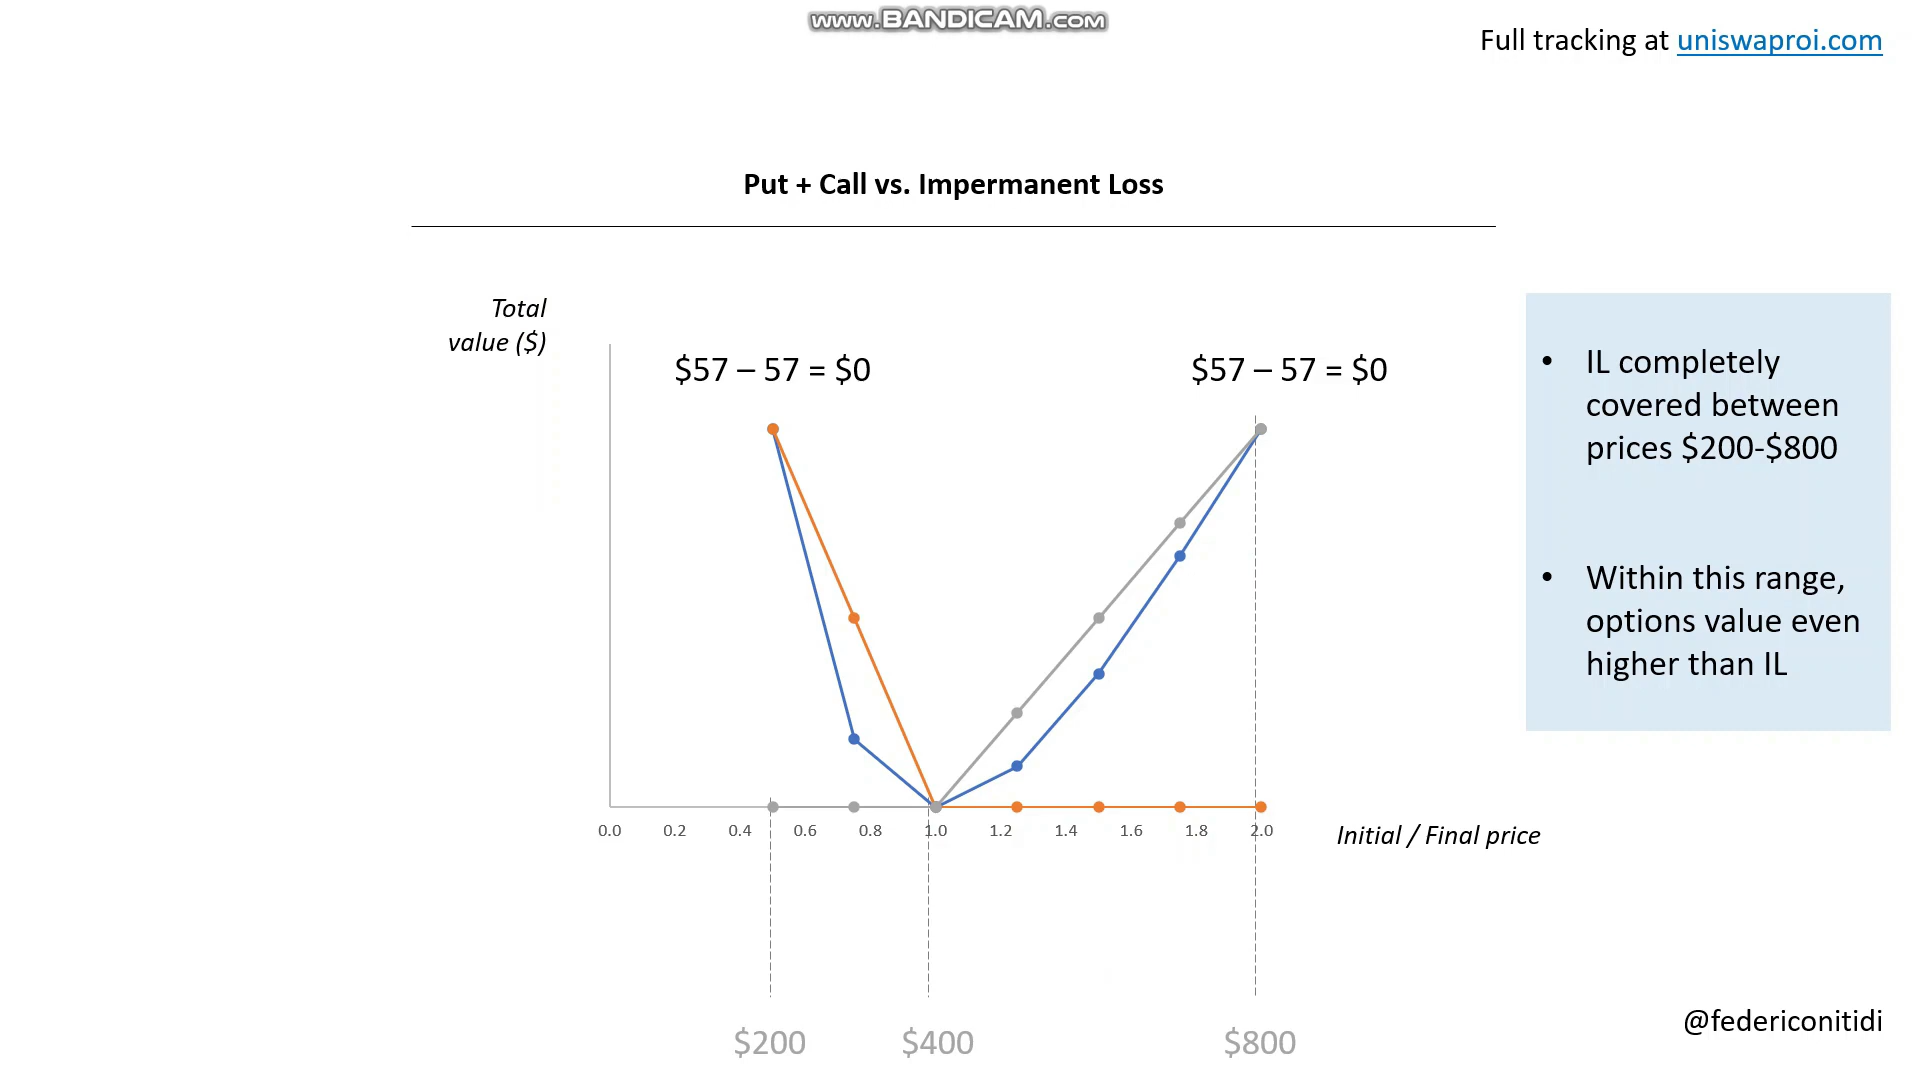 www.BANDICAM.com
Full tracking at uniswaproi.com
Put + Call vs. Impermanent Loss
Total
value ($)
$57 – 57 = $0
$57 – 57 = $0
• IL completely
covered between
prices $200-$800
• Within this range,
options value even
higher than IL
0.0 0.2 0.4 0.6 0.8 1.0 1.2 1.4 1.6 1.8 2.0
Initial / Final price
$200 $400 $800
@federiconitidi